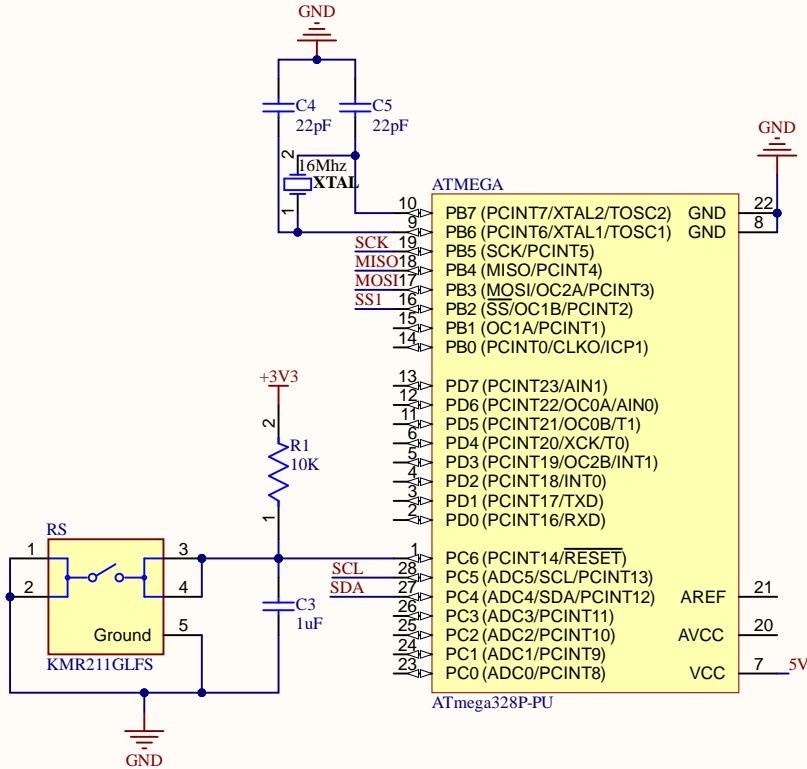 GND
C4
22pF
C5
22pF
2
16Mhz
XTAL
1
GND
ATMEGA
10 PB7 (PCINT7/XTAL2/TOSC2) GND 22
9 PB6 (PCINT6/XTAL1/TOSC1) GND 8
SCK 19 PB5 (SCK/PCINT5)
MISO 18 PB4 (MISO/PCINT4)
MOSI 17 PB3 (MOSI/OC2A/PCINT3)
SS1 16 PB2 (SS/OC1B/PCINT2)
15 PB1 (OC1A/PCINT1)
14 PB0 (PCINT0/CLKO/ICP1)
13 PD7 (PCINT23/AIN1)
12 PD6 (PCINT22/OC0A/AIN0)
11 PD5 (PCINT21/OC0B/T1)
6 PD4 (PCINT20/XCK/T0)
5 PD3 (PCINT19/OC2B/INT1)
4 PD2 (PCINT18/INT0)
3 PD1 (PCINT17/TXD)
2 PD0 (PCINT16/RXD)
1 PC6 (PCINT14/RESET)
SCL 28 PC5 (ADC5/SCL/PCINT13)
SDA 27 PC4 (ADC4/SDA/PCINT12) AREF 21
26 PC3 (ADC3/PCINT11)
25 PC2 (ADC2/PCINT10) AVCC 20
24 PC1 (ADC1/PCINT9)
23 PC0 (ADC0/PCINT8) VCC 7 5V
ATmega328P-PU
+3V3
2
R1
10K
1
RS
1 3
2 4
Ground 5
KMR211GLFS
C3
1uF
GND